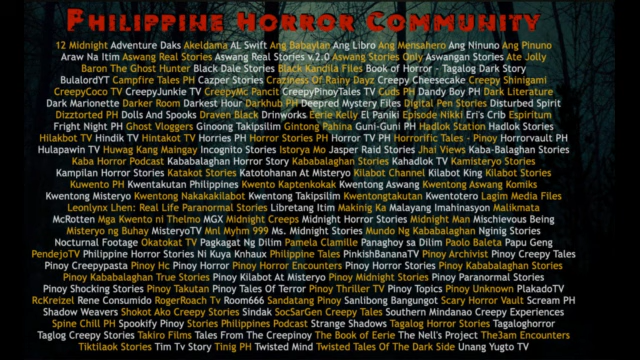 PHILIPPINE HORROR COMMUNITY
12 Midnight Adventure Daks Akeldama AL Swift Ang Babaylan Ang Libro Ang Mensahero Ang Ninuno Ang Pinuno
Araw Na Itim Aswang Real Stories Aswang Real Stories v.2.0 Aswang Stories Only Aswangan Stories Ate Jolly
Baron The Ghost Hunter Black Dale Stories Black Kandila Files Book of Horror - Tagalog Dark Story
BulalordYT Campfire Tales PH Cazper Stories Craziness Of Rainy Dayz Creepy Cheesecake Creepy Shinigami
CreepyCoco TV CreepyJunckie TV CreepyMc Pancit CreepyPinoyTales TV Cuds PH Dandy Boy PH Dark Literature
Dark Marionette Darker Room Darkest Hour Darkhub PH Deepred Mystery Files Digital Pen Stories Disturbed Spirit
Dizztorted PH Dolls And Spooks Draven Black Drinworks Eerie Kelly El Paniki Episode Nikki Eri's Crib Espiritum
Fright Night PH Ghost Vloggers Ginoong Takipsilim Gintong Pahina Guni-Guni PH Hadlok Station Hadlok Stories
Hilakbot TV Hindik TV Hintakot TV Horries PH Horror Stories PH Horror TV PH Horrorific Tales - Pinoy Horrorvault PH
Hulapawin TV Huwag Kang Maingay Incognito Stories Istorya Mo Jasper Raid Stories Jhai Views Kaba-Balaghan Stories
Kaba Horror Podcast Kababalaghan Horror Story Kababalaghan Stories Kahadlok TV Kamisteryo Stories
Kampilan Horror Stories Katakot Stories Katotohanan At Misteryo Kilabot Channel Kilabot King Kilabot Stories
Kuwento PH Kwentakutan Philippines Kwento Kaptenkokak Kwentong Aswang Kwentong Aswang Komiks
Kwentong Misteryo Kwentong Nakakakilabot Kwentong Takipsilim Kwentongtakutan Kwentotero Lagim Media Files
Leonlynx Lhen: Real Life Paranormal Stories Libretang Itim Makinig Ka Malayang Imahinasyon Malikmata
McRotten Mga Kwento ni Thelmo MGX Midnight Creeps Midnight Horror Stories Midnight Man Mischievous Being
Misteryo ng Buhay MisteryoTV Mnl Myhm 999 Ms. Midnight Stories Mundo Ng Kababalaghan Nginig Stories
Nocturnal Footage Okatokat TV Pagkagat Ng Dilim Pamela Clamille Panaghoy sa Dilim Paolo Baleta Papu Geng
PendejoTV Philippine Horror Stories Ni Kuya Knhaux Philippine Tales PinkishBananaTV Pinoy Archivist Pinoy Creepy Tales
Pinoy Creepypasta Pinoy Hc Pinoy Horror Pinoy Horror Encounters Pinoy Horror Stories Pinoy Kababalaghan Stories
Pinoy Kababalaghan True Stories Pinoy Kilabot At Misteryo Pinoy Midnight Stories Pinoy Paranormal Stories
Pinoy Shocking Stories Pinoy Takutan Pinoy Tales Of Terror Pinoy Thriller TV Pinoy Topics Pinoy Unknown PlakadoTV
RcKreizel Rene Consumido RogerRoach Tv Room666 Sandatang Pinoy Sanlibong Bangungot Scary Horror Vault Scream PH
Shadow Weavers Shokot Ako Creepy Stories Sindak SocSarGen Creepy Tales Southern Mindanao Creepy Experiences
Spine Chill PH Spookify Pinoy Stories Philippines Podcast Strange Shadows Tagalog Horror Stories Tagaloghorror
Taglog Creepy Stories Takiro Films Tales From The Creepinoy The Book of Eerie The Nell's Project The3am Encounters
Tiktilaok Stories Tim Tv Story Tinig PH Twisted Mind Twisted Tales Of The Dark Side Unang Yugto TV